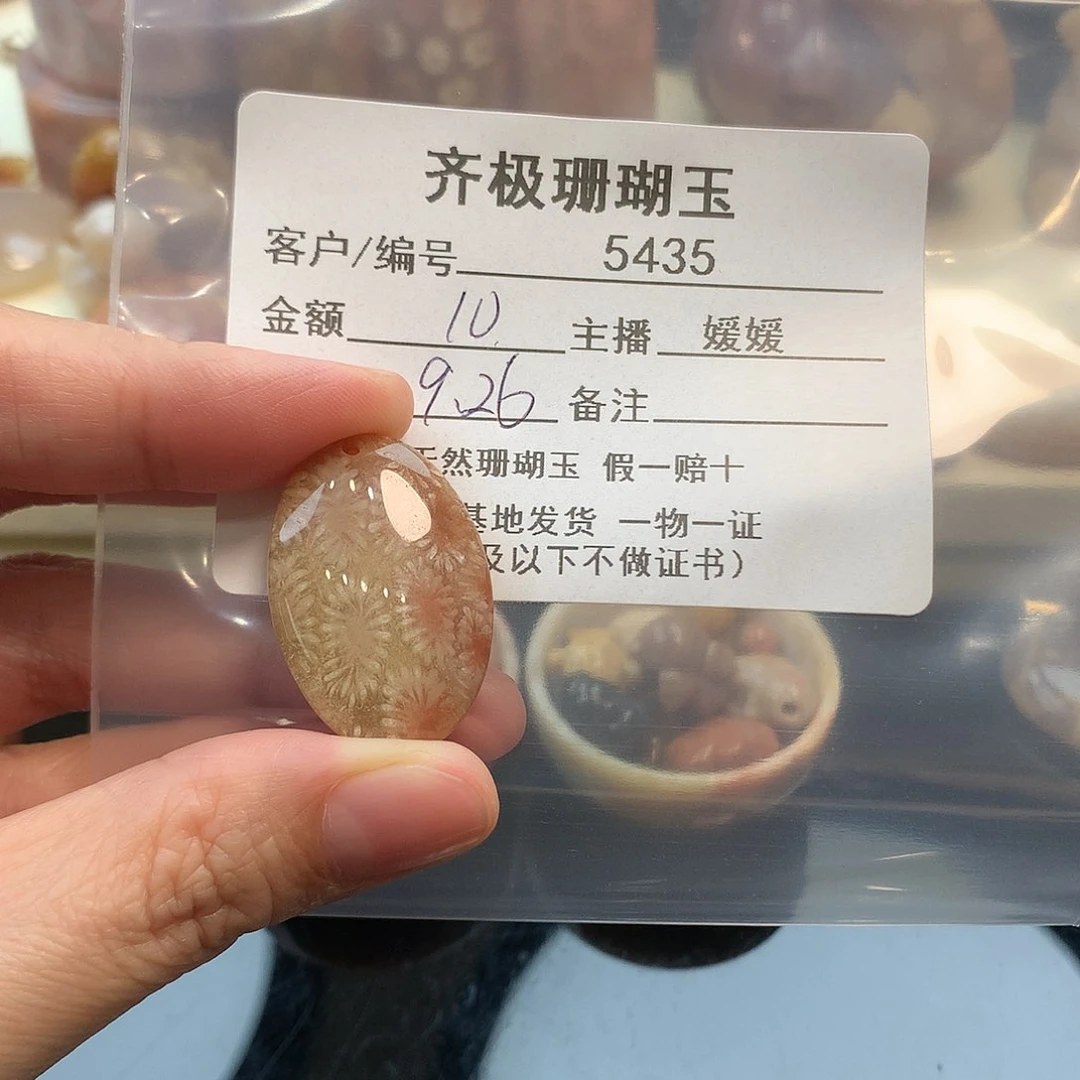 齐极珊瑚玉
客户/编号 5435
金额 10. 主播 媛媛
9.26 备注
然珊瑚玉 假一赔十
基地发货 一物一证
及以下不做证书）